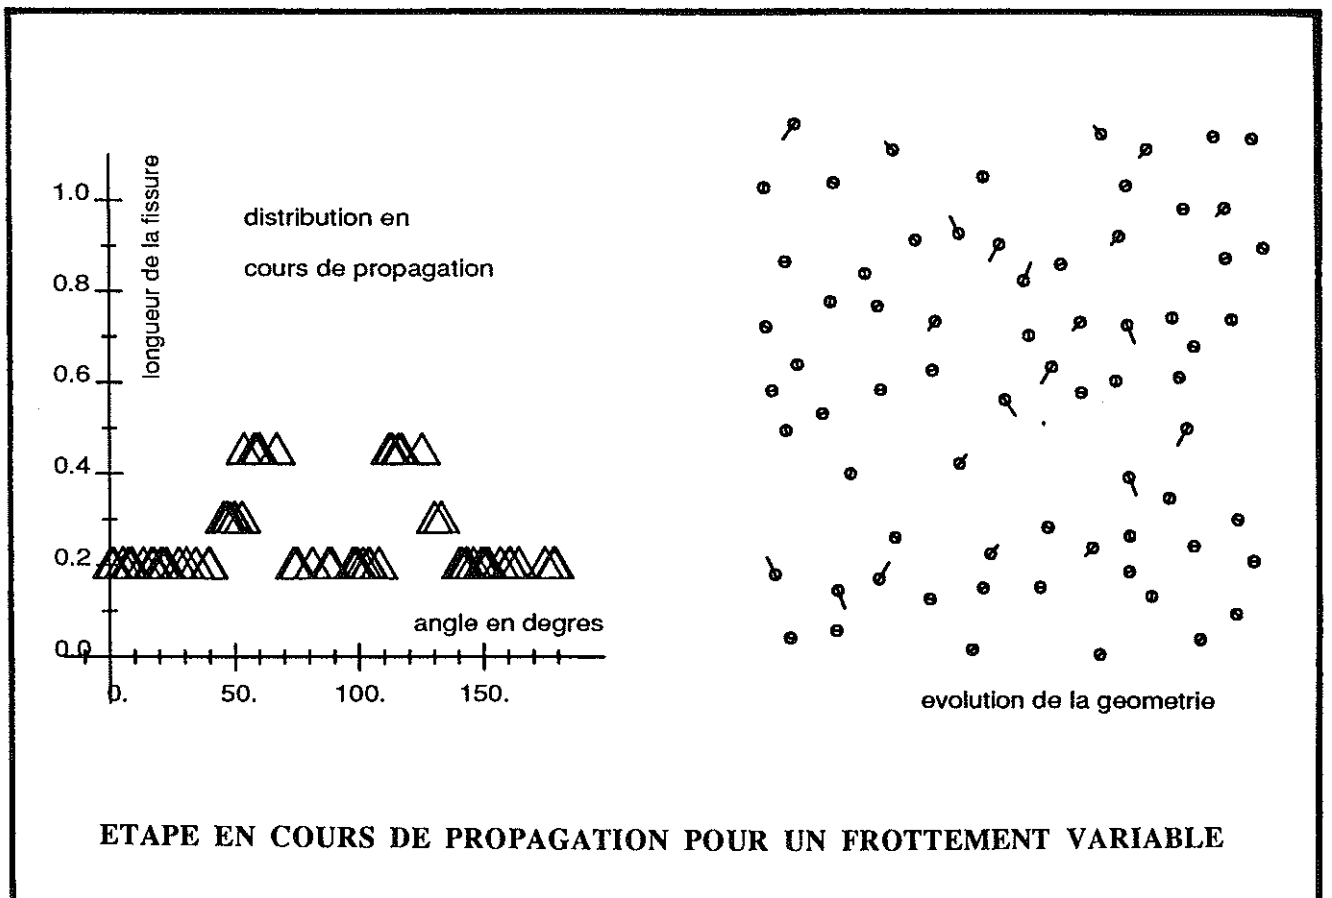 longueur de la fissure
1.0
0.8
0.6
0.4
0.2
0.0
distribution en
cours de propagation
angle en degres
0.
50.
100.
150.
evolution de la geometrie
ETAPE EN COURS DE PROPAGATION POUR UN FROTTEMENT VARIABLE